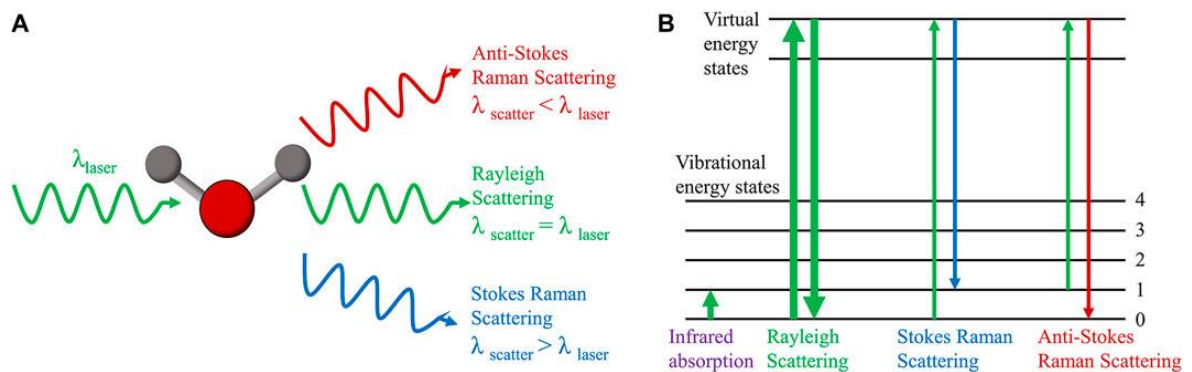 A
λlaser
Anti-Stokes
Raman Scattering
λ scatter < λ laser
Rayleigh
Scattering
λ scatter = λ laser
Stokes Raman
Scattering
λ scatter > λ laser
B
Virtual
energy
states
Vibrational
energy states
4
3
2
1
0
Infrared
absorption
Rayleigh
Scattering
Stokes Raman
Scattering
Anti-Stokes
Raman Scattering